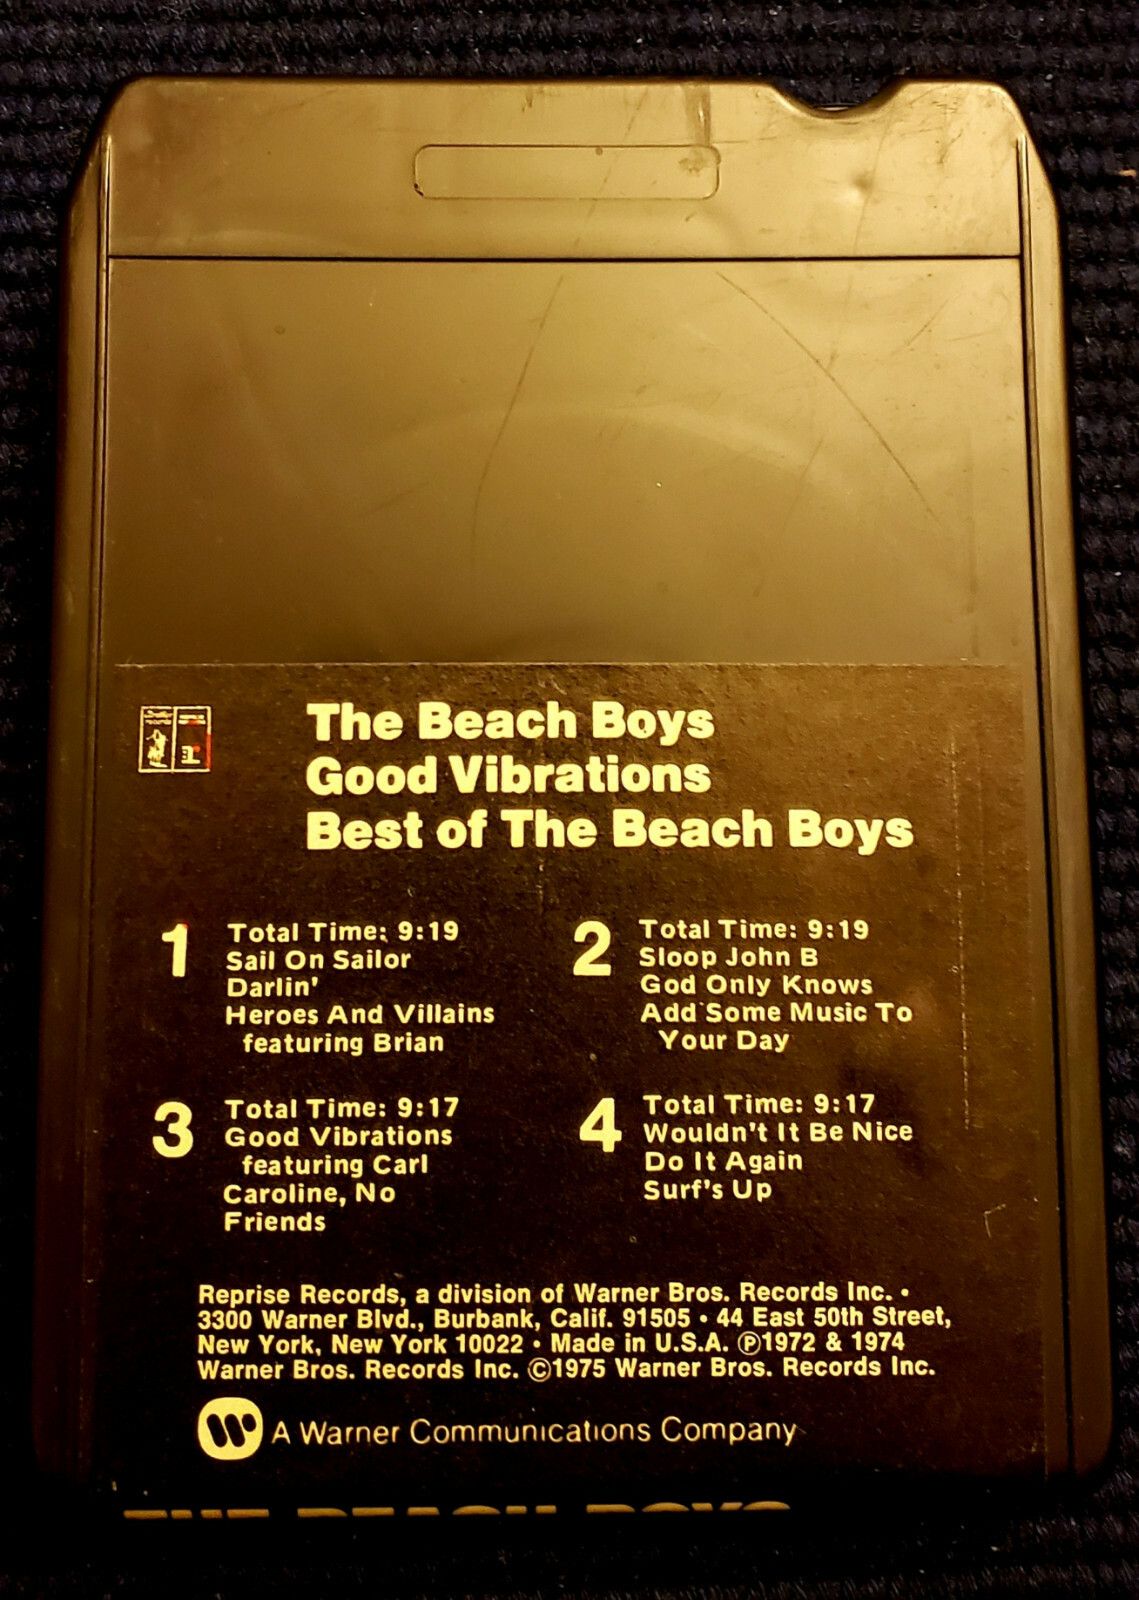 The Beach Boys
Good Vibrations
Best of The Beach Boys
1
Total Time: 9:19
Sail On Sailor
Darlin'
Heroes And Villains
featuring Brian
2
Total Time: 9:19
Sloop John B
God Only Knows
Add Some Music To
Your Day
3
Total Time: 9:17
Good Vibrations
featuring Carl
Caroline, No
Friends
4
Total Time: 9:17
Wouldn't It Be Nice
Do It Again
Surf's Up
Reprise Records, a division of Warner Bros. Records Inc. •
3300 Warner Blvd., Burbank, Calif. 91505 • 44 East 50th Street,
New York, New York 10022 • Made in U.S.A. ℗1972 & 1974
Warner Bros. Records Inc. ©1975 Warner Bros. Records Inc.
A Warner Communications Company
THE BEACH BOYS